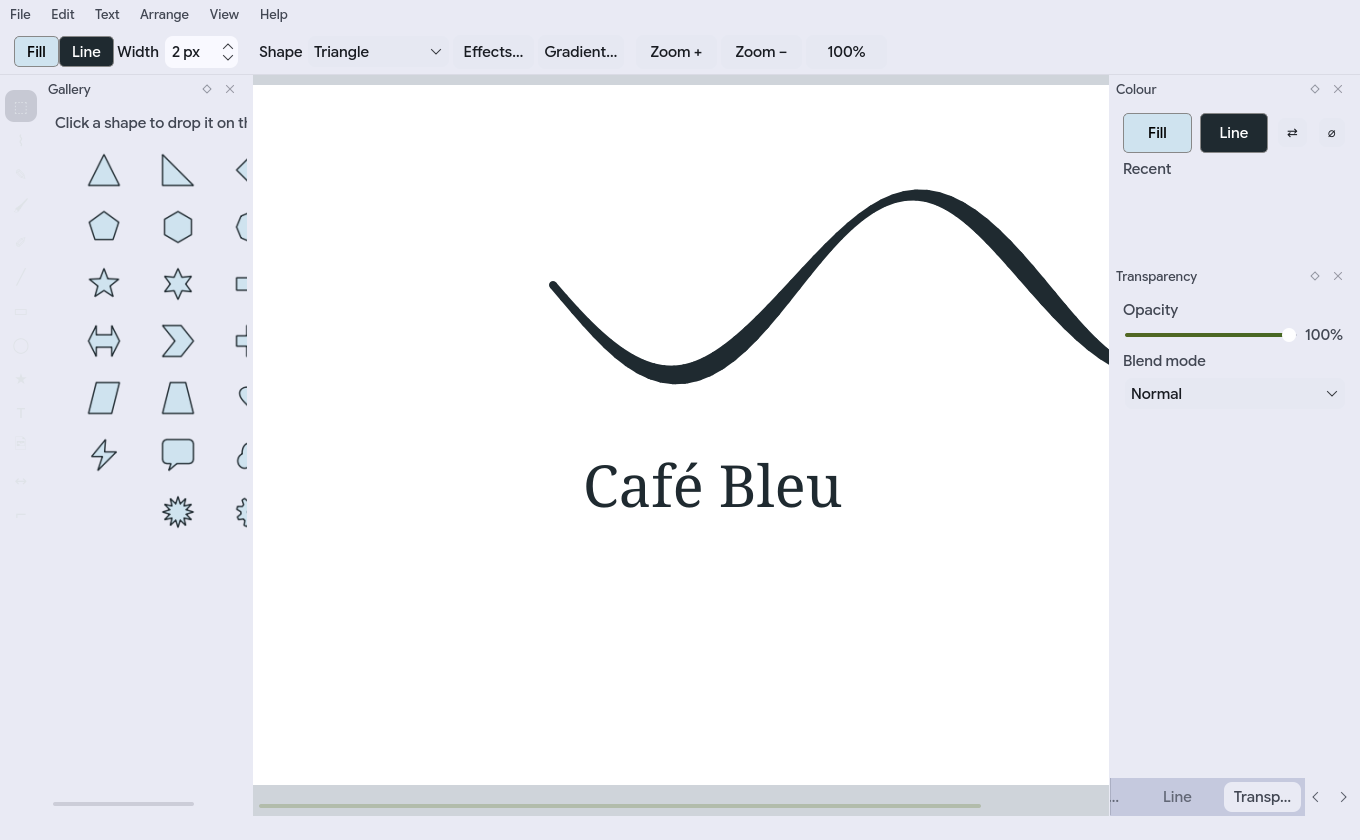 File Edit Text Arrange View Help
Fill Line Width 2 px Shape Triangle Effects... Gradient... Zoom + Zoom − 100%
Gallery
Click a shape to drop it on th
Café Bleu
Colour
Fill Line
Recent
Transparency
Opacity
100%
Blend mode
Normal
... Line Transp...